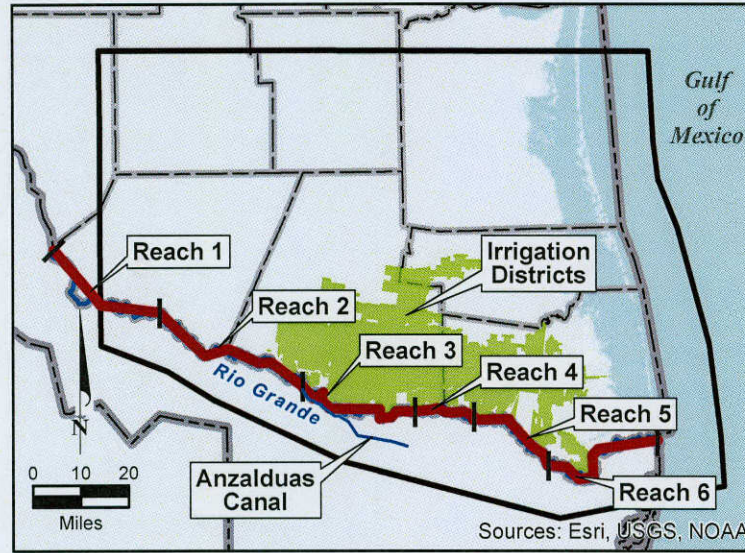 Gulf
of
Mexico
Reach 1
Irrigation
Districts
Reach 2
Reach 3
Reach 4
Rio Grande
Reach 5
N
Anzalduas
Canal
Reach 6
0 10 20
Miles
Sources: Esri, USGS, NOAA